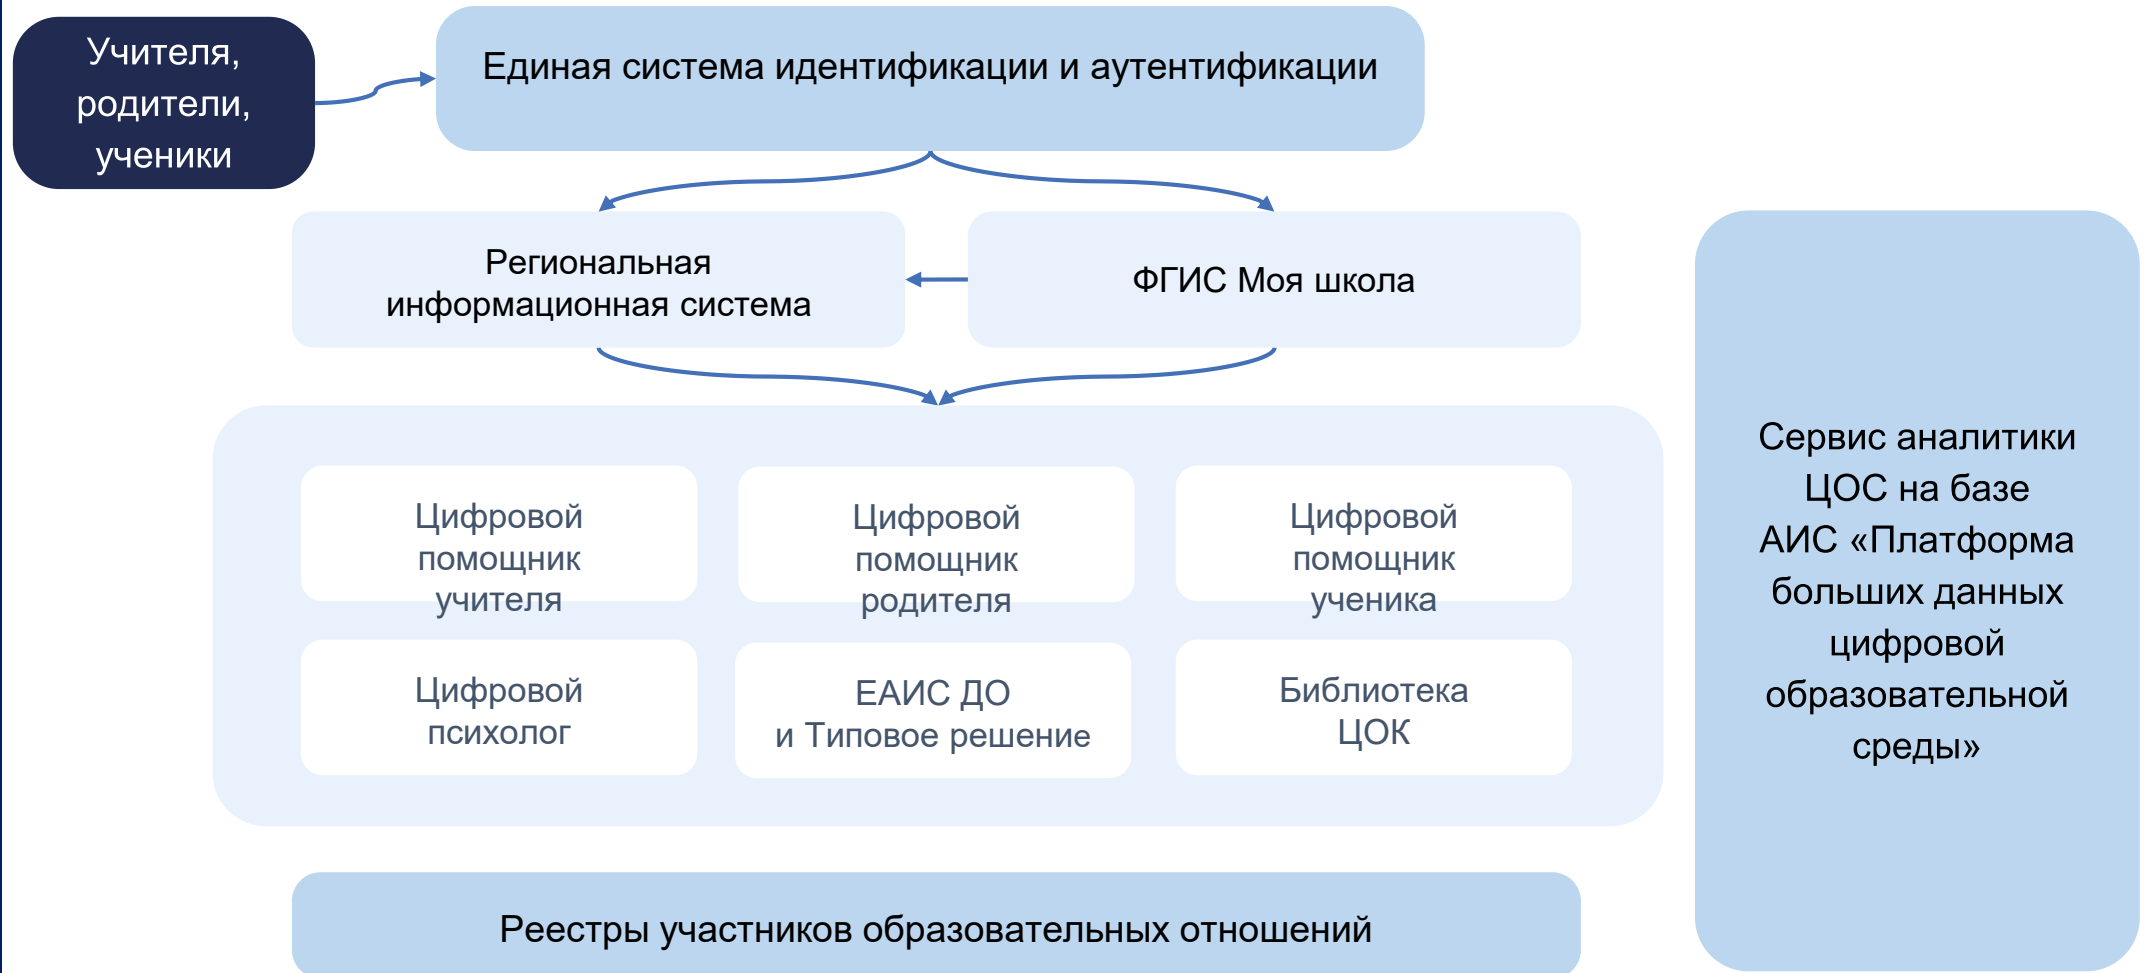 Учителя,
родители,
ученики
Единая система идентификации и аутентификации
Региональная
информационная система
ФГИС Моя школа
Цифровой
помощник
учителя
Цифровой
помощник
родителя
Цифровой
помощник
ученика
Цифровой
психолог
ЕАИС ДО
и Типовое решение
Библиотека
ЦОК
Реестры участников образовательных отношений
Сервис аналитики
ЦОС на базе
АИС «Платформа
больших данных
цифровой
образовательной
среды»